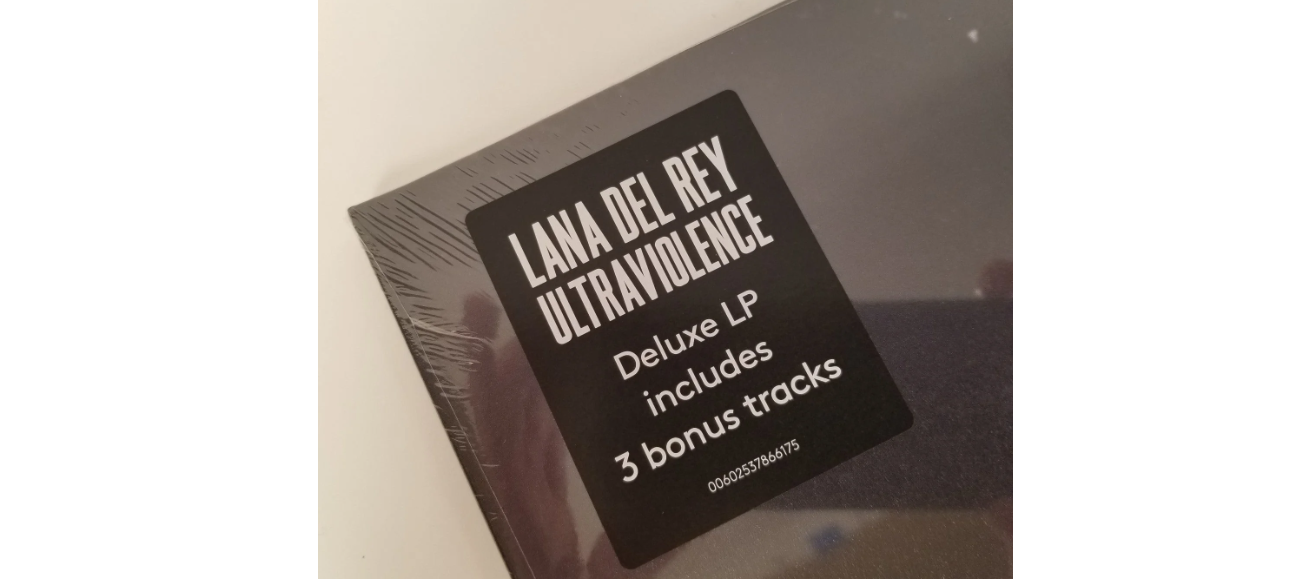 LANA DEL REY
ULTRAVIOLENCE
Deluxe LP
includes
3 bonus tracks
00602537866175